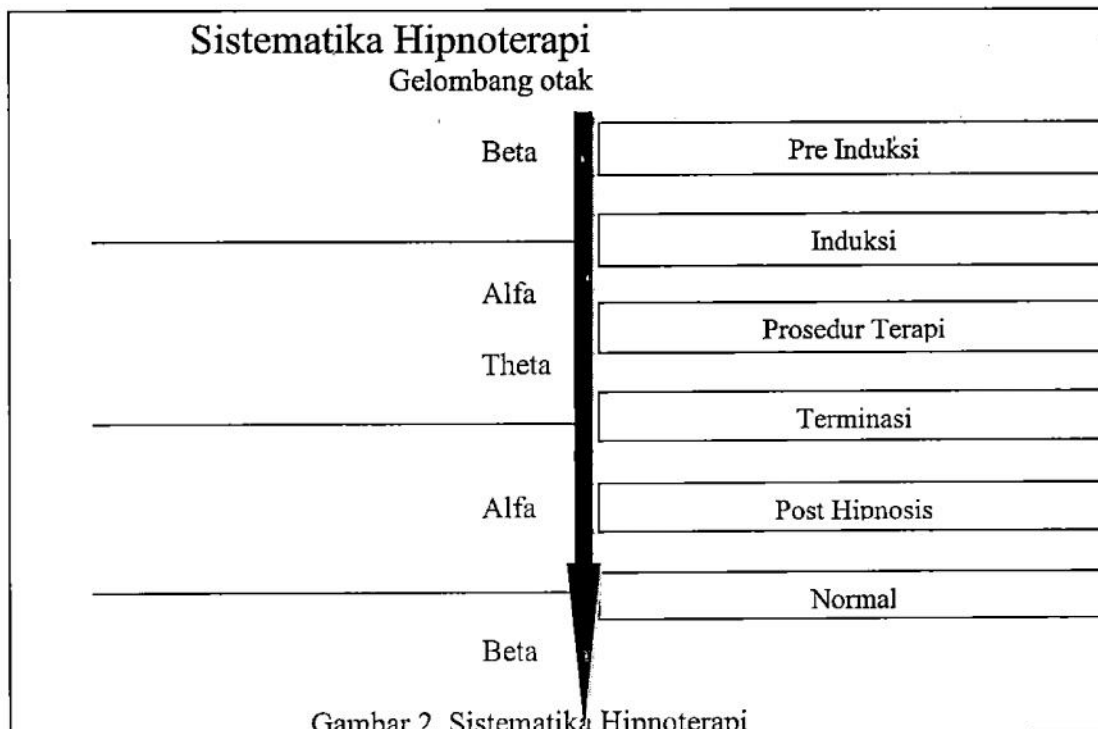 Sistematika Hipnoterapi
Gelombang otak
Beta
Pre Induksi
Induksi
Alfa
Prosedur Terapi
Theta
Terminasi
Alfa
Post Hipnosis
Normal
Beta
Gambar 2. Sistematika Hipnoterapi